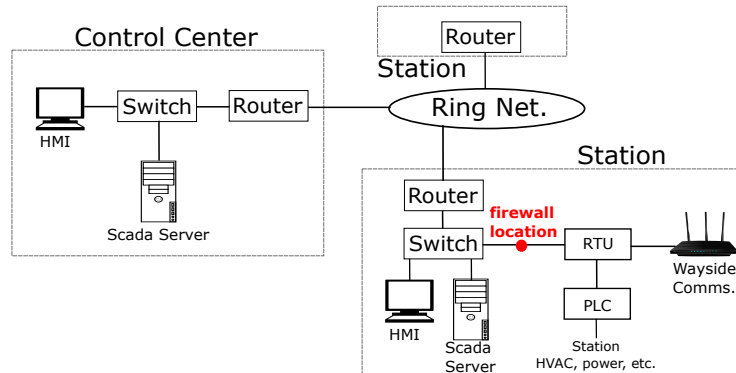 Control Center
Router
Station
HMI
Switch
Router
Ring Net.
Scada Server
Station
Router
firewall
location
Switch
RTU
Wayside
Comms.
HMI
Scada
Server
PLC
Station
HVAC, power, etc.